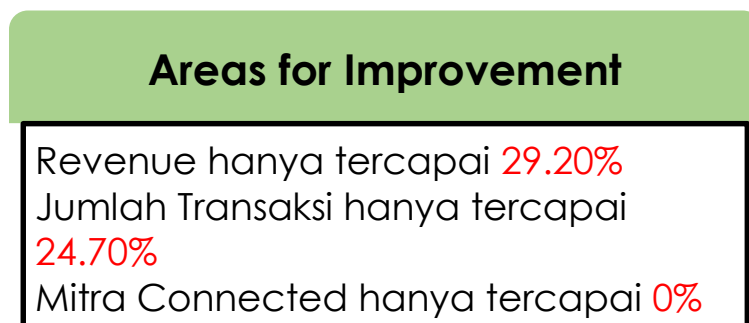 Areas for Improvement
Revenue hanya tercapai 29.20%
Jumlah Transaksi hanya tercapai
24.70%
Mitra Connected hanya tercapai 0%